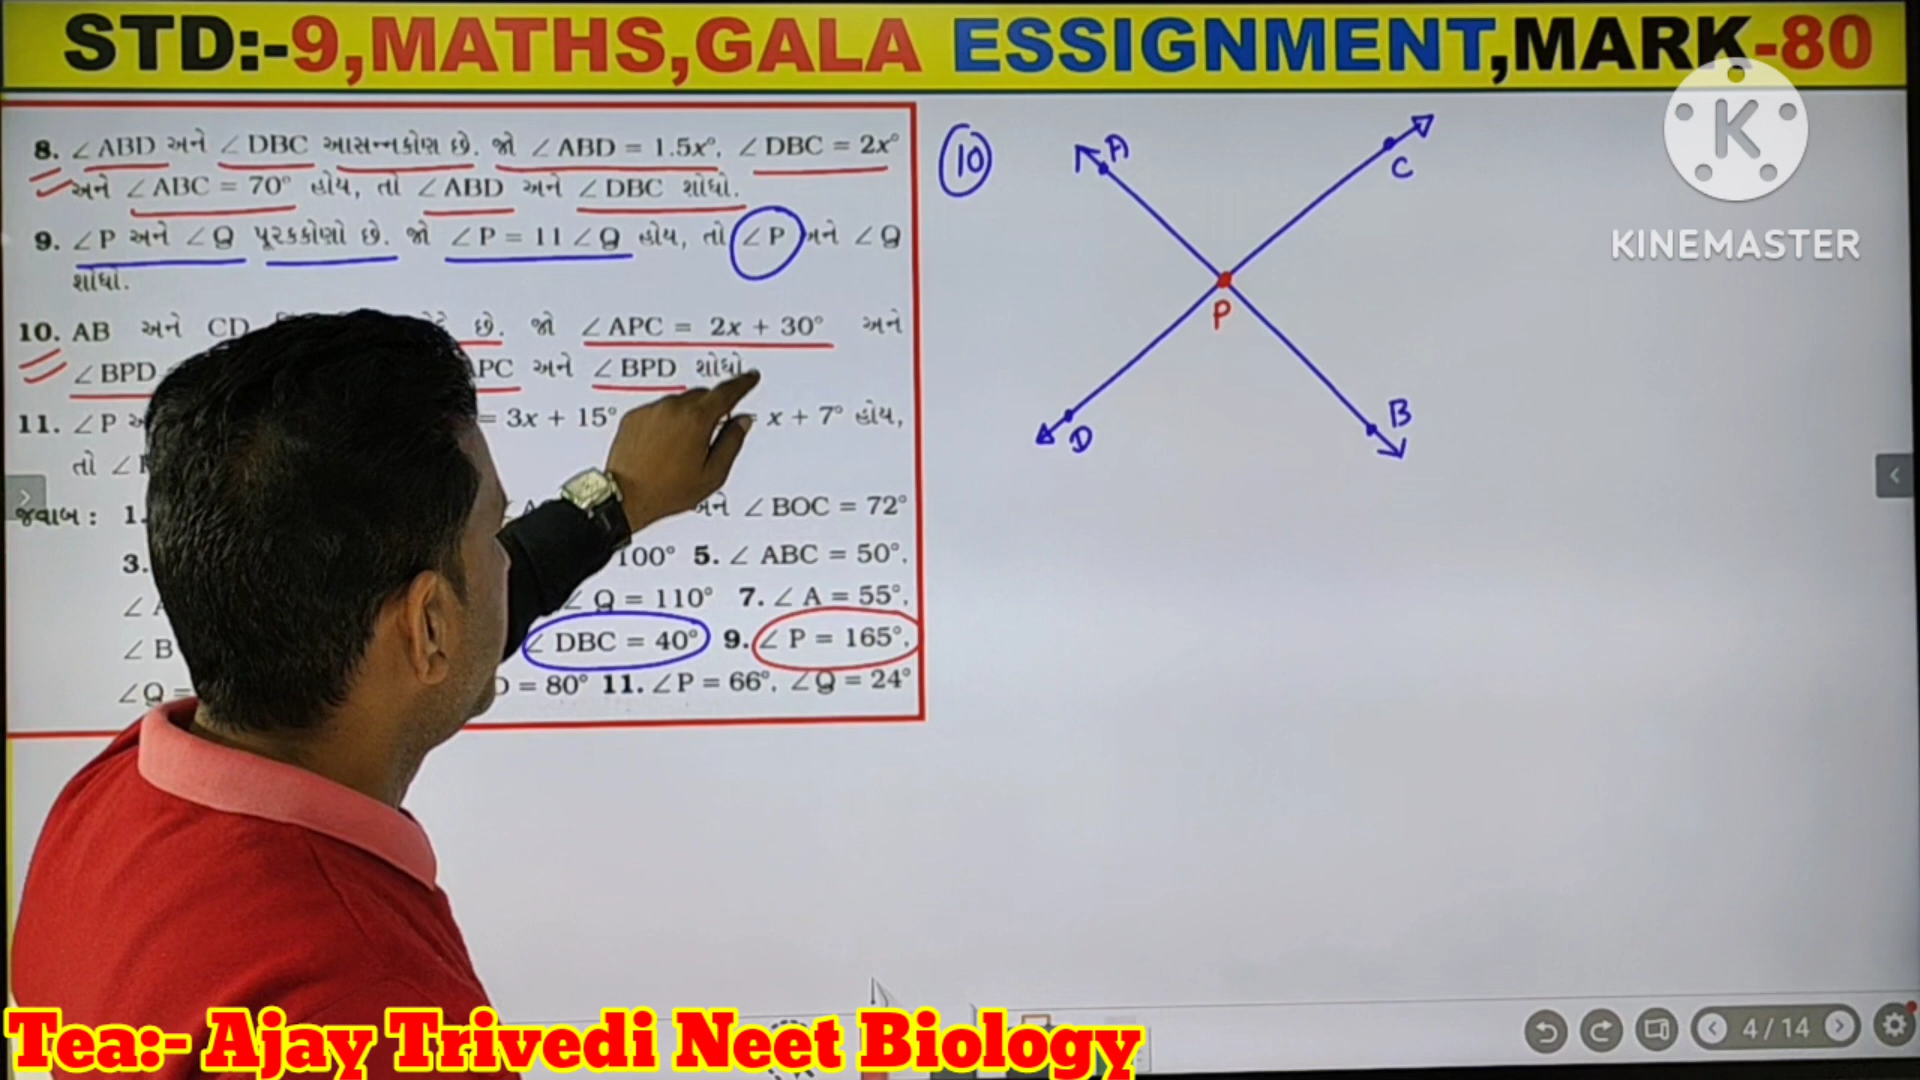 STD:-9,MATHS,GALA ESSIGNMENT,MARK-80
8. ∠ABD અને ∠DBC આસન્નકોણ છે. જો ∠ABD = 1.5x°, ∠DBC = 2x°
અને ∠ABC = 70° હોય, તો ∠ABD અને ∠DBC શોધો.
9. ∠P અને ∠Q પૂરકકોણો છે. જો ∠P = 11 ∠Q હોય, તો ∠P અને ∠Q
શોધો.
10. AB અને CD છે. જો ∠APC = 2x + 30° અને
∠BPD અને ∠BPD શોધો.
11. ∠P = 3x + 15° = x + 7° હોય,
તો ∠
જવાબ : 1. અને ∠BOC = 72°
3. 100° 5. ∠ABC = 50°,
∠ ∠Q = 110° 7. ∠A = 55°,
∠B ∠DBC = 40° 9. ∠P = 165°,
∠Q = = 80° 11. ∠P = 66°, ∠Q = 24°
10
A
C
P
D
B
K
KINEMASTER
4/14
Tea:- Ajay Trivedi Neet Biology